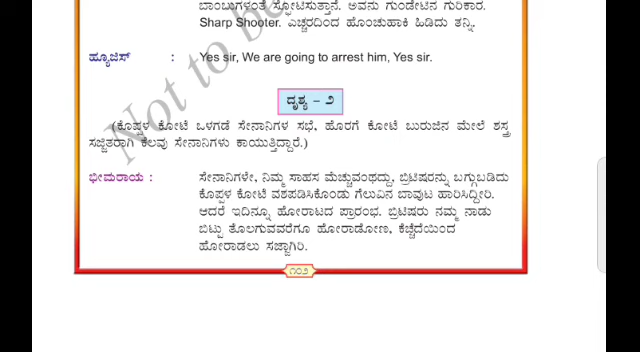 ಬಾಂಬುಗಳಂತೆ ಸ್ಫೋಟಿಸುತ್ತಾನೆ. ಅವನು ಗುಂಡೇಟಿನ ಗುರಿಕಾರ.
Sharp Shooter. ಎಚ್ಚರದಿಂದ ಹೊಂಚುಹಾಕಿ ಹಿಡಿದು ತನ್ನಿ.
ಹ್ಯೂಜಿಸ್ : Yes sir, We are going to arrest him, Yes sir.
ದೃಶ್ಯ – ೨
(ಕೊಪ್ಪಳ ಕೋಟೆ ಒಳಗಡೆ ಸೇನಾನಿಗಳ ಸಭೆ, ಹೊರಗೆ ಕೋಟೆ ಬುರುಜಿನ ಮೇಲೆ ಶಸ್ತ್ರ
ಸಜ್ಜಿತರಾಗಿ ಕೆಲವು ಸೇನಾನಿಗಳು ಕಾಯುತ್ತಿದ್ದಾರೆ.)
ಭೀಮರಾಯ : ಸೇನಾನಿಗಳೇ, ನಿಮ್ಮ ಸಾಹಸ ಮೆಚ್ಚುವಂಥದ್ದು, ಬ್ರಿಟಿಷರನ್ನು ಬಗ್ಗುಬಡಿದು
ಕೊಪ್ಪಳ ಕೋಟೆ ವಶಪಡಿಸಿಕೊಂಡು ಗೆಲುವಿನ ಬಾವುಟ ಹಾರಿಸಿದ್ದೀರಿ.
ಆದರೆ ಇದಿನ್ನೂ ಹೋರಾಟದ ಪ್ರಾರಂಭ. ಬ್ರಿಟಿಷರು ನಮ್ಮ ನಾಡು
ಬಿಟ್ಟು ತೊಲಗುವವರೆಗೂ ಹೋರಾಡೋಣ, ಕೆಚ್ಚೆದೆಯಿಂದ
ಹೋರಾಡಲು ಸಜ್ಜಾಗಿರಿ.
೧೦೨
Not to be